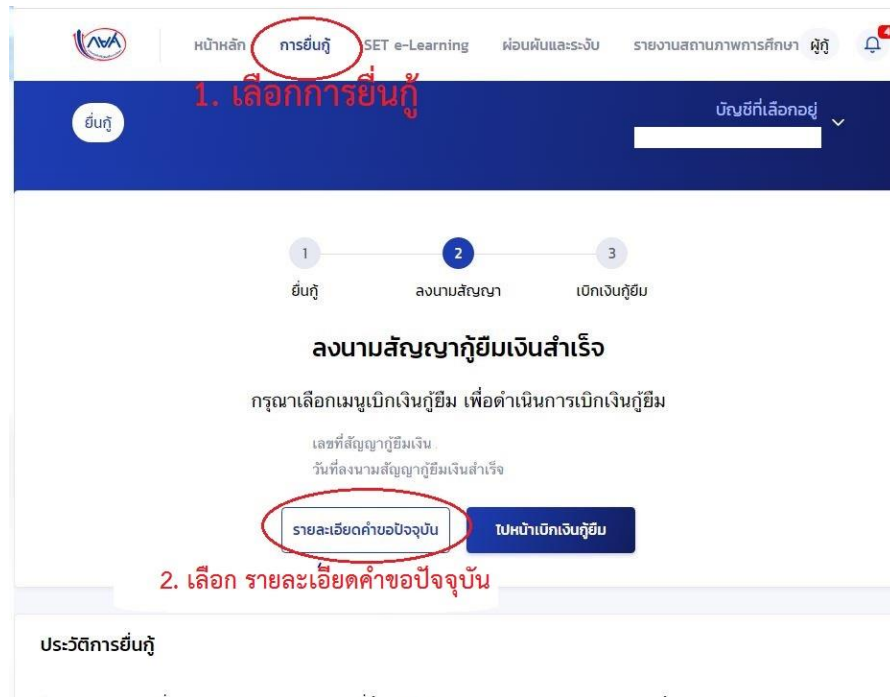 กยศ
หน้าหลัก การยื่นกู้ SET e-Learning ผ่อนผันและระงับ รายงานสถานภาพการศึกษา ผู้กู้ 4
1. เลือกการยื่นกู้
ยื่นกู้
บัญชีที่เลือกอยู่
1 2 3
ยื่นกู้ ลงนามสัญญา เบิกเงินกู้ยืม
ลงนามสัญญากู้ยืมเงินสำเร็จ
กรุณาเลือกเมนูเบิกเงินกู้ยืม เพื่อดำเนินการเบิกเงินกู้ยืม
เลขที่สัญญากู้ยืมเงิน
วันที่ลงนามสัญญากู้ยืมเงินสำเร็จ
รายละเอียดคำขอปัจจุบัน ไปหน้าเบิกเงินกู้ยืม
2. เลือก รายละเอียดคำขอปัจจุบัน
ประวัติการยื่นกู้